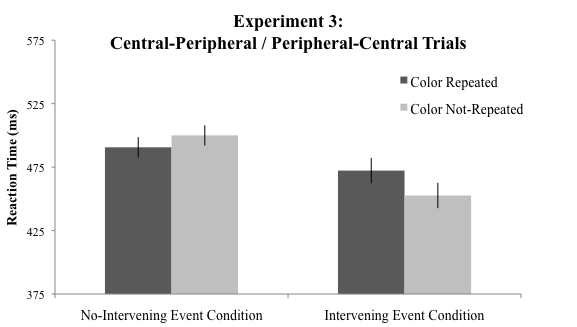 Experiment 3:
Central-Peripheral / Peripheral-Central Trials
575
525
475
425
375
Reaction Time (ms)
Color Repeated
Color Not-Repeated
No-Intervening Event Condition
Intervening Event Condition